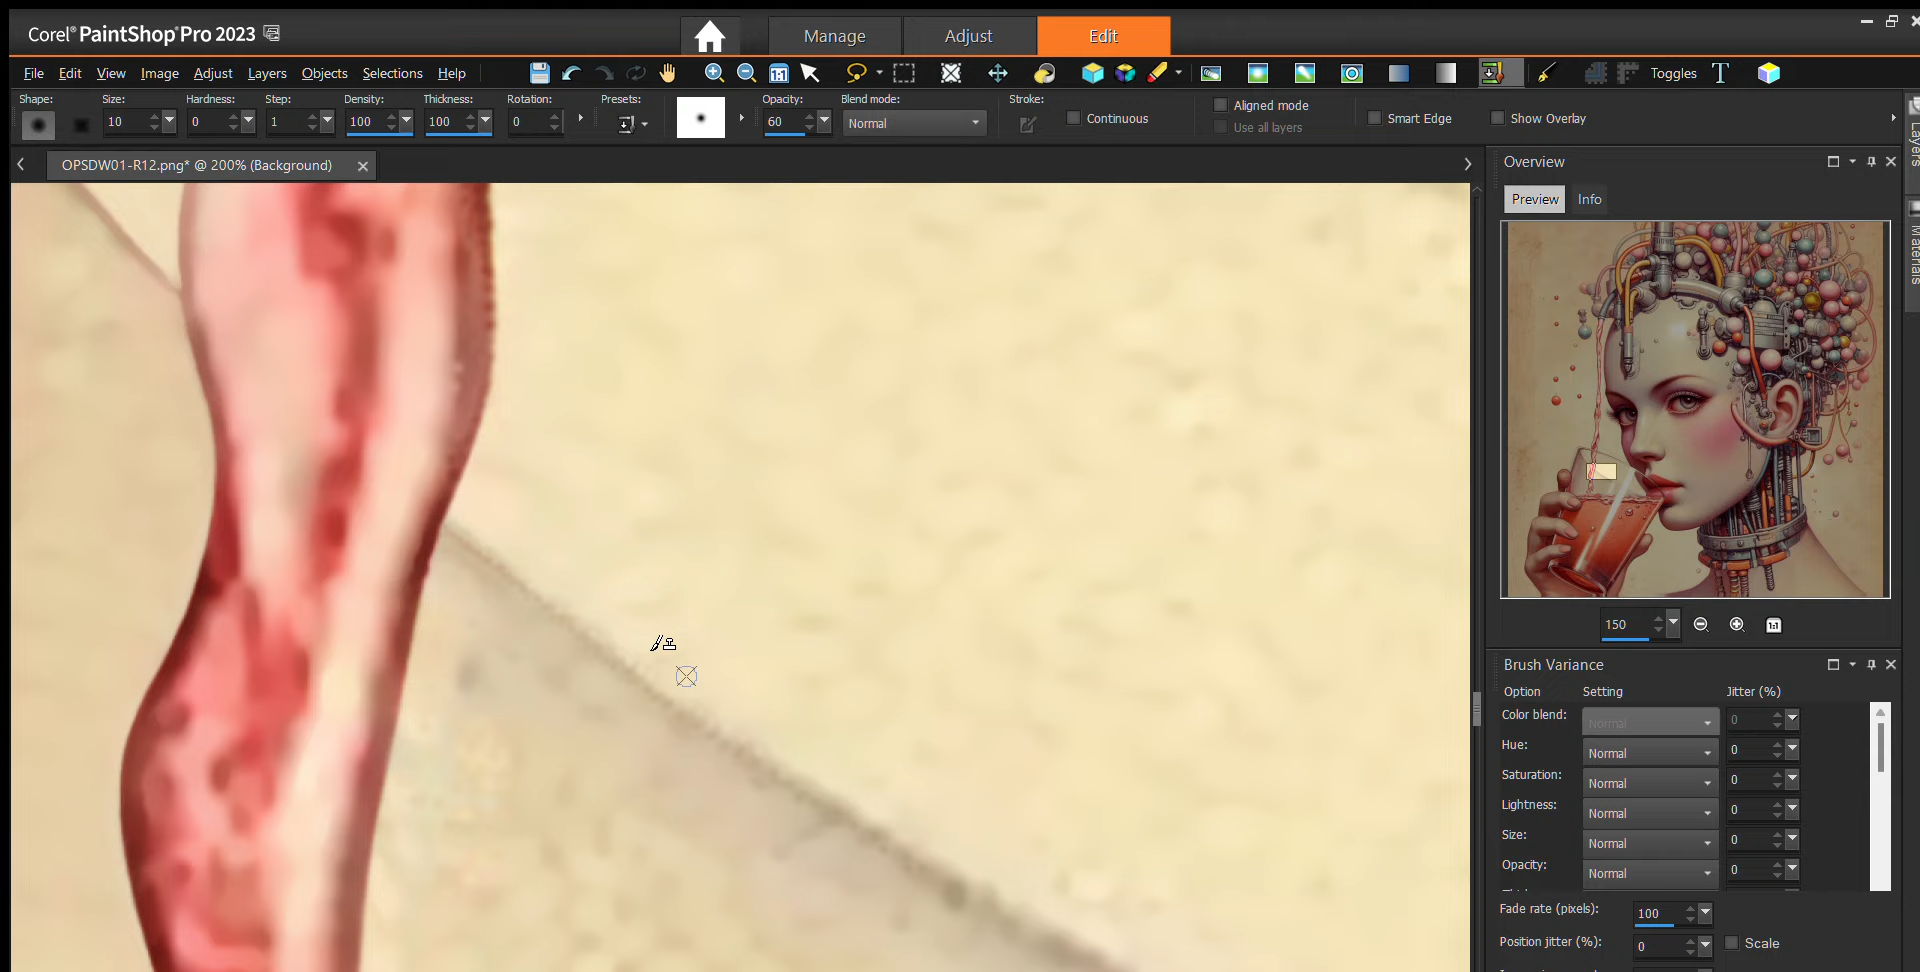 Corel® PaintShop® Pro 2023
Manage
Adjust
Edit
File Edit View Image Adjust Layers Objects Selections Help
1:1
Toggles
Shape: Size: Hardness: Step: Density: Thickness: Rotation: Presets: Opacity: Blend mode: Stroke:
10 0 1 100 100 0 60 Normal
Continuous
Aligned mode
Use all layers
Smart Edge
Show Overlay
OPSDW01-R12.png* @ 200% (Background)
Overview
Preview Info
150
1:1
Layers
Materials
Brush Variance
Option Setting Jitter (%)
Color blend: Normal 0
Hue: Normal 0
Saturation: Normal 0
Lightness: Normal 0
Size: Normal 0
Opacity: Normal 0
Fade rate (pixels): 100
Position jitter (%): 0 Scale